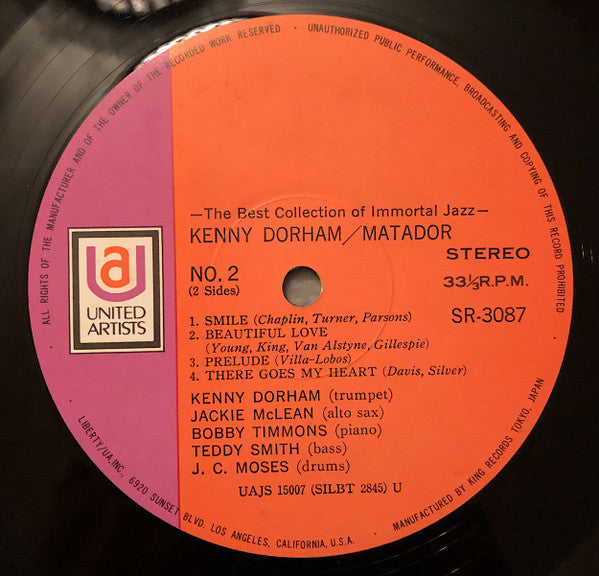 ALL RIGHTS OF THE MANUFACTURER AND OF THE OWNER OF THE RECORDED WORK RESERVED • UNAUTHORIZED PUBLIC PERFORMANCE, BROADCASTING AND COPYING OF THIS RECORD PROHIBITED
—The Best Collection of Immortal Jazz—
KENNY DORHAM/MATADOR
STEREO
NO. 2
(2 Sides)
33⅓R.P.M.
SR-3087
ua
UNITED
ARTISTS
1. SMILE (Chaplin, Turner, Parsons)
2. BEAUTIFUL LOVE
(Young, King, Van Alstyne, Gillespie)
3. PRELUDE (Villa-Lobos)
4. THERE GOES MY HEART (Davis, Silver)
KENNY DORHAM (trumpet)
JACKIE McLEAN (alto sax)
BOBBY TIMMONS (piano)
TEDDY SMITH (bass)
J. C. MOSES (drums)
UAJS 15007 (SILBT 2845) U
LIBERTY/UA, INC., 6920 SUNSET BLVD. LOS ANGELES, CALIFORNIA, U.S.A. • MANUFACTURED BY KING RECORDS TOKYO, JAPAN